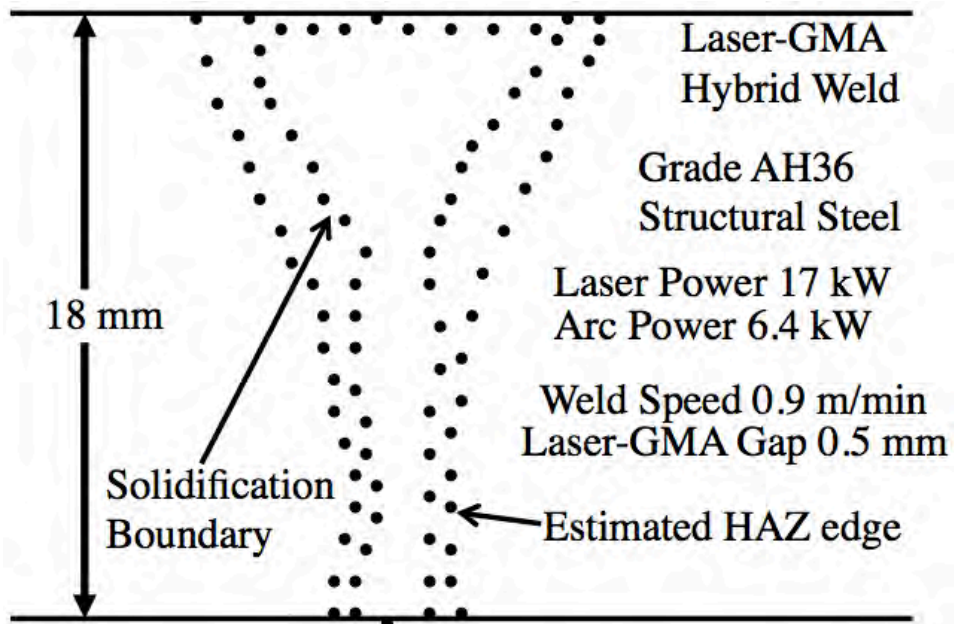 Laser-GMA
Hybrid Weld
Grade AH36
Structural Steel
Laser Power 17 kW
Arc Power 6.4 kW
18 mm
Weld Speed 0.9 m/min
Laser-GMA Gap 0.5 mm
Solidification
Boundary
Estimated HAZ edge